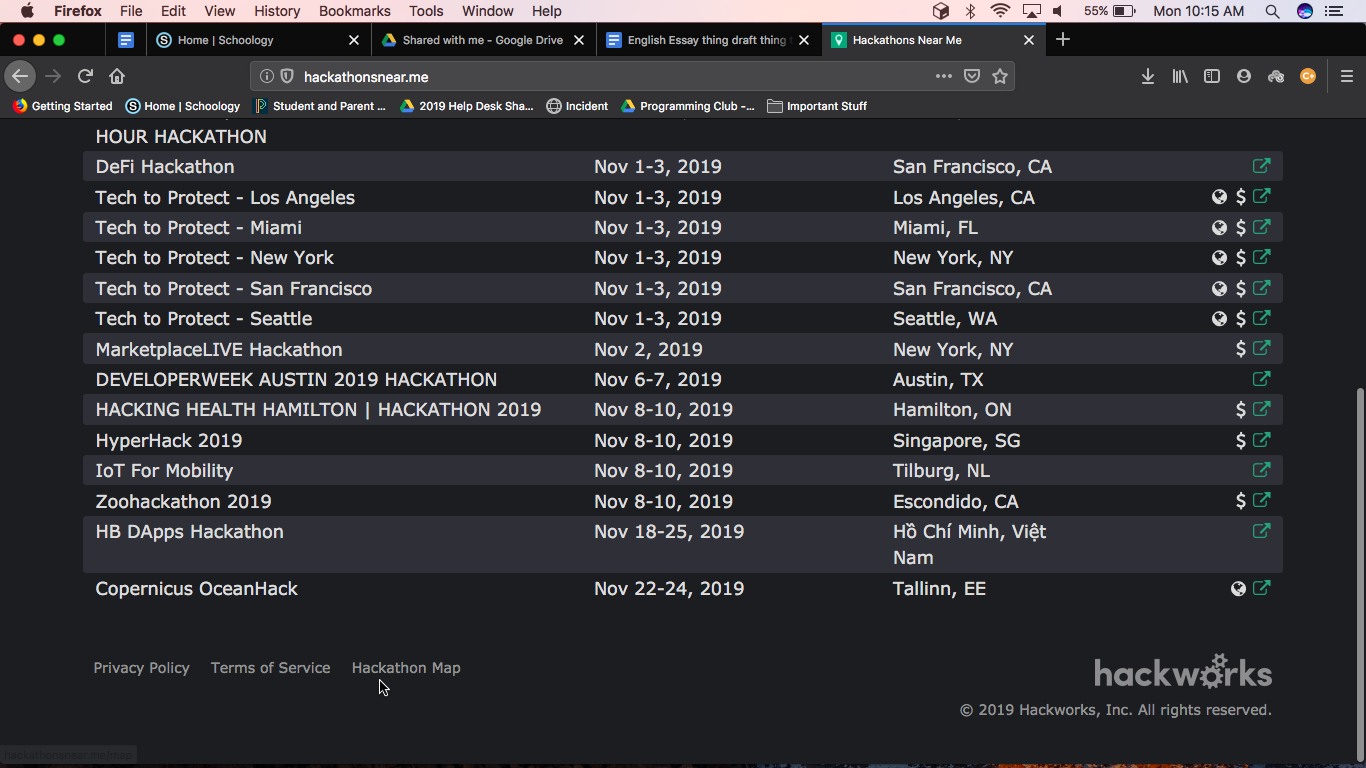 Firefox File Edit View History Bookmarks Tools Window Help 55% Mon 10:15 AM
Home | Schoology Shared with me - Google Drive English Essay thing draft thing Hackathons Near Me
hackathonsnear.me
Getting Started Home | Schoology Student and Parent ... 2019 Help Desk Sha... Incident Programming Club -... Important Stuff
HOUR HACKATHON
DeFi Hackathon Nov 1-3, 2019 San Francisco, CA
Tech to Protect - Los Angeles Nov 1-3, 2019 Los Angeles, CA $
Tech to Protect - Miami Nov 1-3, 2019 Miami, FL $
Tech to Protect - New York Nov 1-3, 2019 New York, NY $
Tech to Protect - San Francisco Nov 1-3, 2019 San Francisco, CA $
Tech to Protect - Seattle Nov 1-3, 2019 Seattle, WA $
MarketplaceLIVE Hackathon Nov 2, 2019 New York, NY $
DEVELOPERWEEK AUSTIN 2019 HACKATHON Nov 6-7, 2019 Austin, TX
HACKING HEALTH HAMILTON | HACKATHON 2019 Nov 8-10, 2019 Hamilton, ON $
HyperHack 2019 Nov 8-10, 2019 Singapore, SG $
IoT For Mobility Nov 8-10, 2019 Tilburg, NL
Zoohackathon 2019 Nov 8-10, 2019 Escondido, CA $
HB DApps Hackathon Nov 18-25, 2019 Hồ Chí Minh, Việt
Nam
Copernicus OceanHack Nov 22-24, 2019 Tallinn, EE
Privacy Policy Terms of Service Hackathon Map hackworks
© 2019 Hackworks, Inc. All rights reserved.
hackathonsnear.me/map